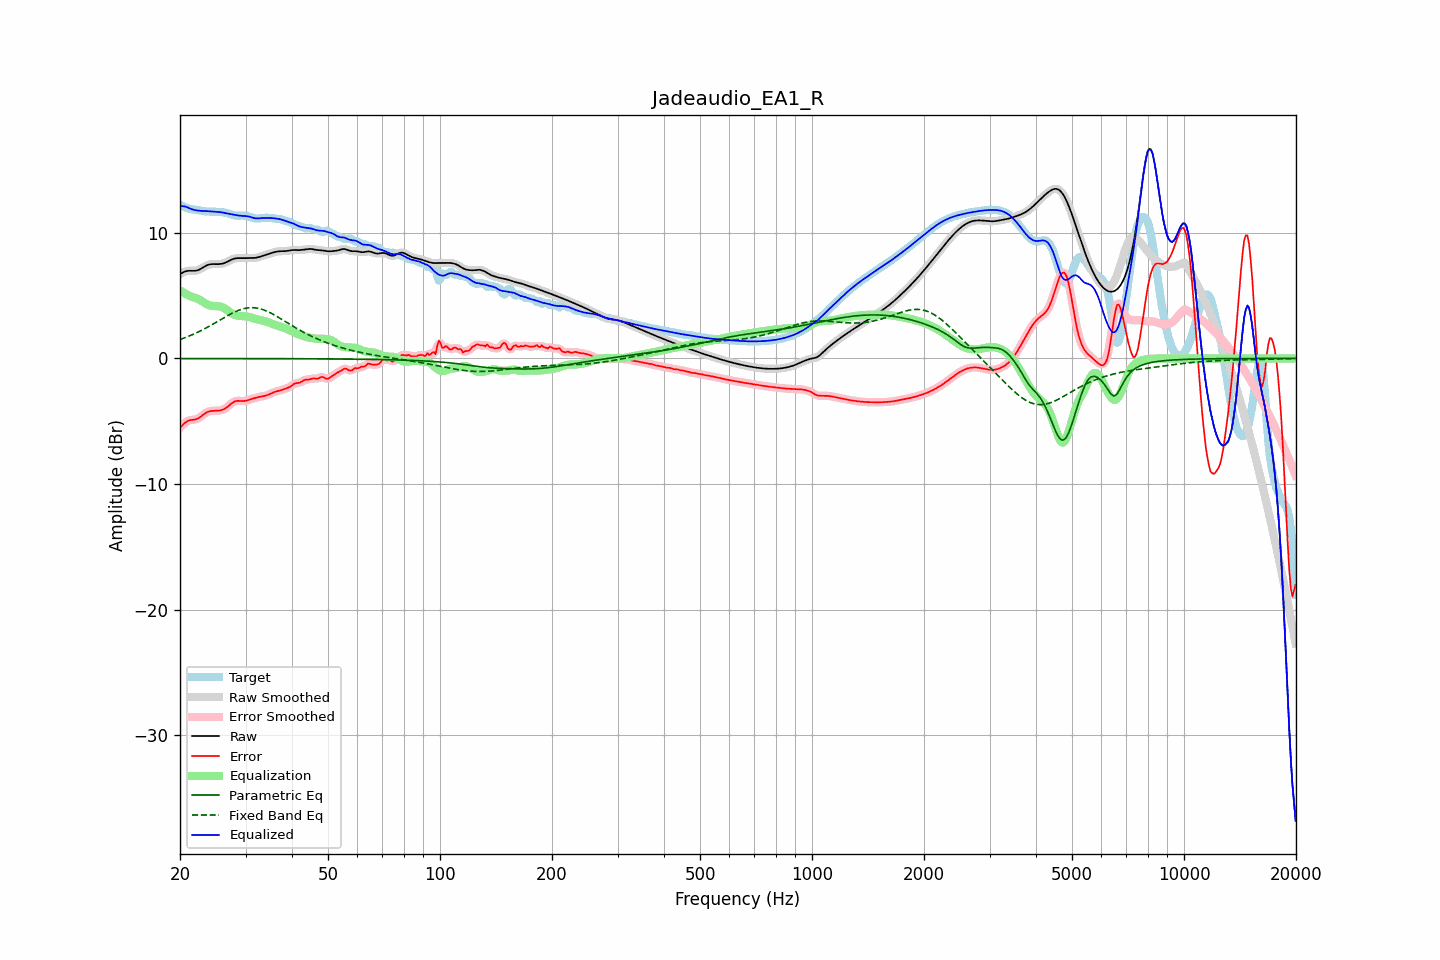 Jadeaudio_EA1_R
10
0
−10
−20
−30
Amplitude (dBr)
Target
Raw Smoothed
Error Smoothed
Raw
Error
Equalization
Parametric Eq
Fixed Band Eq
Equalized
20 50 100 200 500 1000 2000 5000 10000 20000
Frequency (Hz)